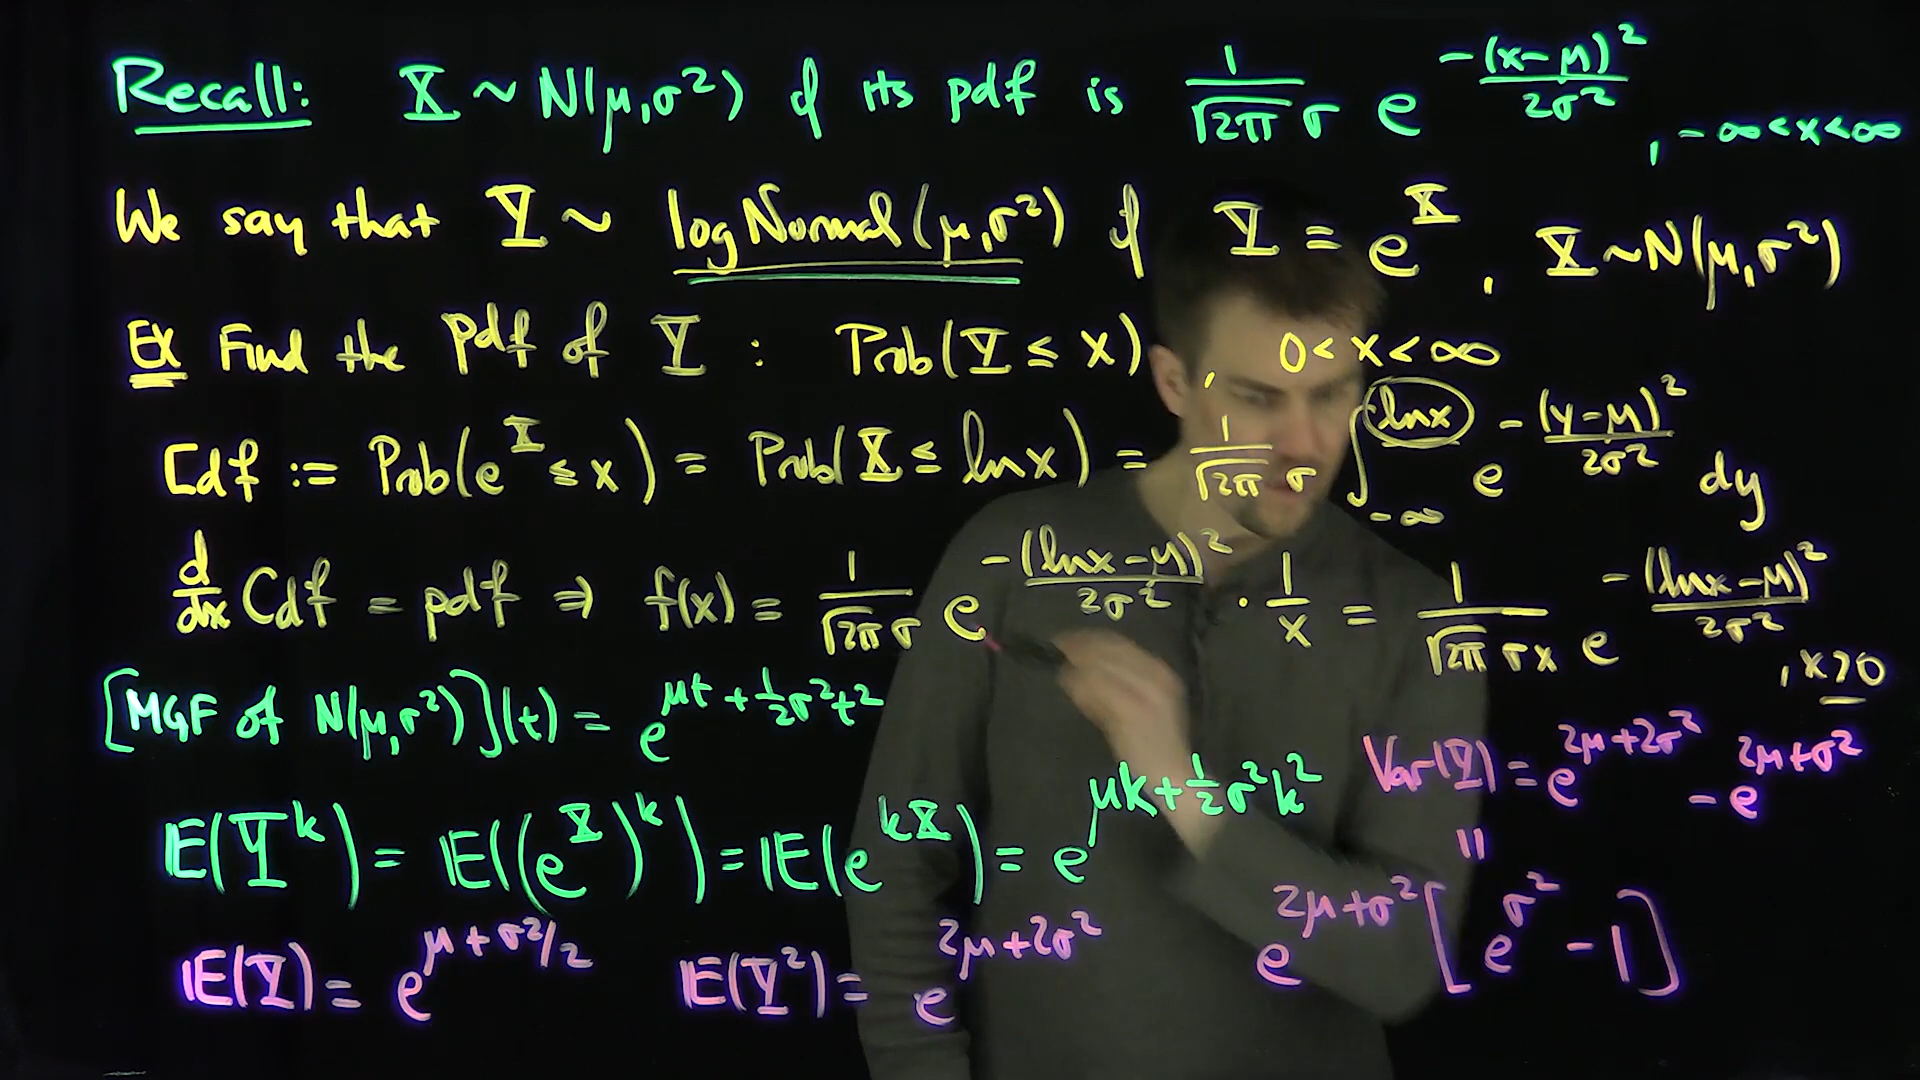 Recall: X ~ N(μ,σ²) if its pdf is 1/(√2π σ) e^(-(x-μ)²/2σ²), -∞<x<∞
We say that Y ~ logNormal(μ,σ²) if Y = e^X, X~N(μ,σ²)
Ex Find the pdf of Y : Prob(Y ≤ x), 0<x<∞
Cdf := Prob(e^X ≤ x) = Prob(X ≤ lnx) = 1/(√2π σ) ∫_{-∞}^{lnx} e^(-(y-μ)²/2σ²) dy
d/dx Cdf = pdf ⇒ f(x) = 1/(√2π σ) e^(-(lnx-μ)²/2σ²) · 1/x = 1/(√2π σx) e^(-(lnx-μ)²/2σ²), x>0
[MGF of N(μ,σ²)](t) = e^(μt + ½σ²t²)
E(Y^k) = E((e^X)^k) = E(e^(kX)) = e^(μk+½σ²k²)
E(Y) = e^(μ+σ²/2) E(Y²) = e^(2μ+2σ²)
Var(Y) = e^(2μ+2σ²) - e^(2μ+σ²)
=
e^(2μ+σ²)[e^(σ²) - 1]